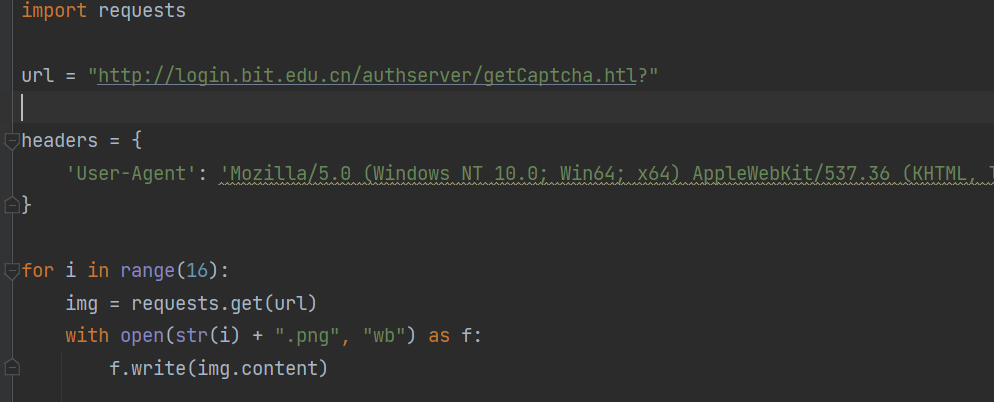 import requests
url = "http://login.bit.edu.cn/authserver/getCaptcha.htl?"
headers = {
'User-Agent': 'Mozilla/5.0 (Windows NT 10.0; Win64; x64) AppleWebKit/537.36 (KHTML,
}
for i in range(16):
img = requests.get(url)
with open(str(i) + ".png", "wb") as f:
f.write(img.content)